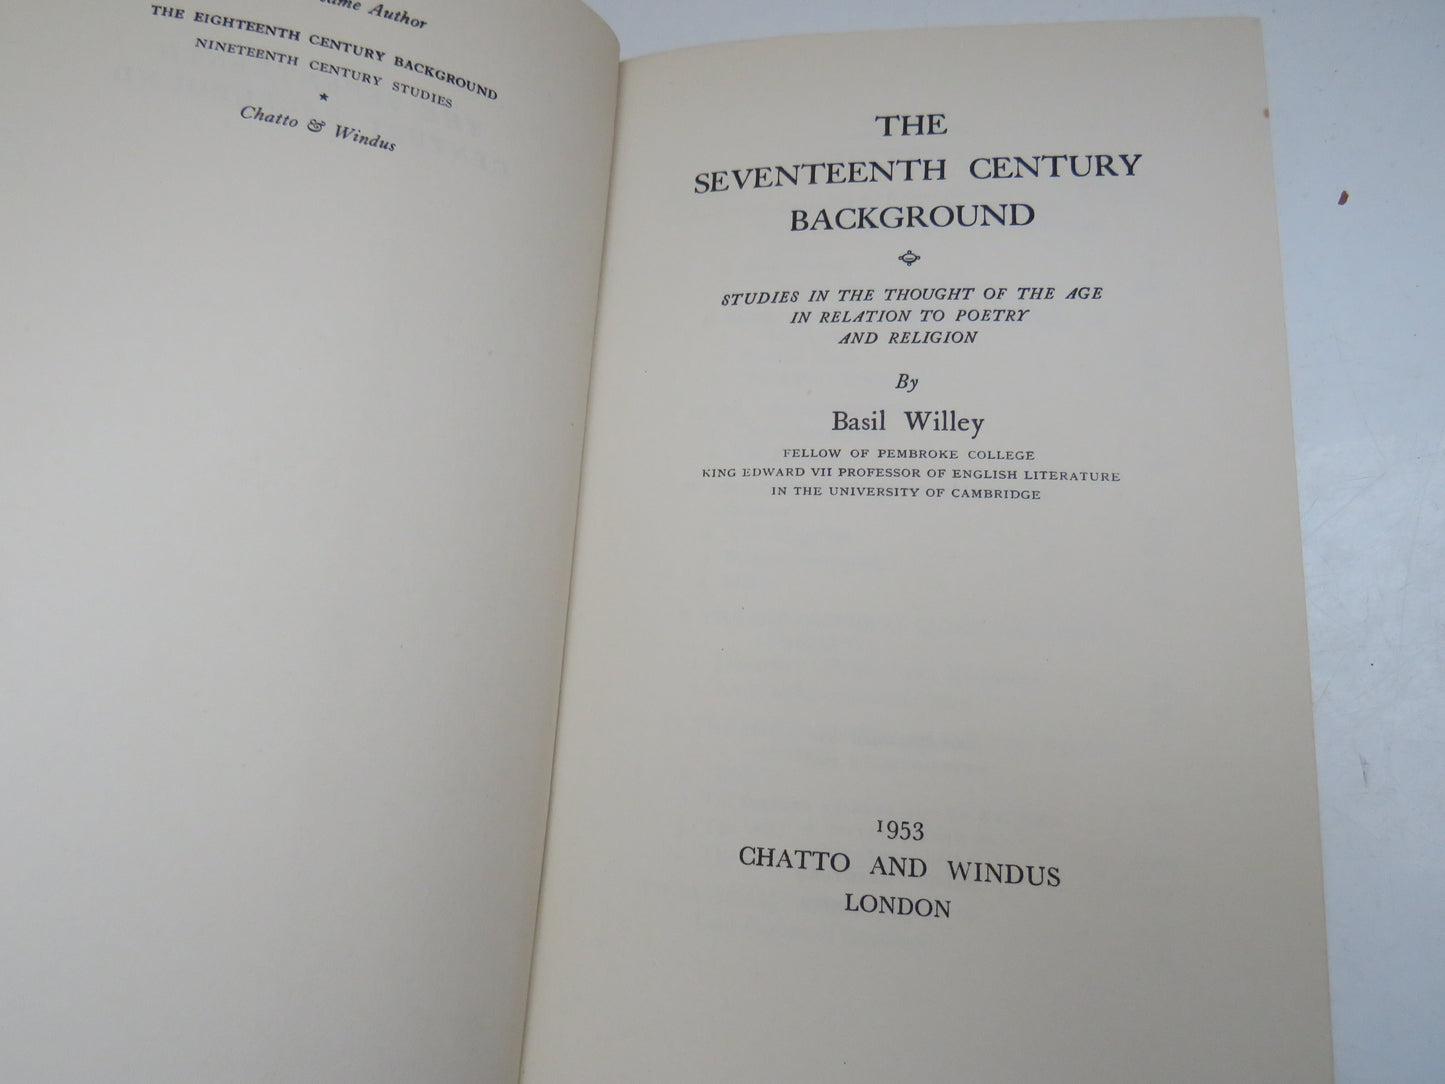 Author
THE EIGHTEENTH CENTURY BACKGROUND
NINETEENTH CENTURY STUDIES
★
Chatto & Windus
THE
SEVENTEENTH CENTURY
BACKGROUND
STUDIES IN THE THOUGHT OF THE AGE
IN RELATION TO POETRY
AND RELIGION
By
Basil Willey
FELLOW OF PEMBROKE COLLEGE
KING EDWARD VII PROFESSOR OF ENGLISH LITERATURE
IN THE UNIVERSITY OF CAMBRIDGE
1953
CHATTO AND WINDUS
LONDON